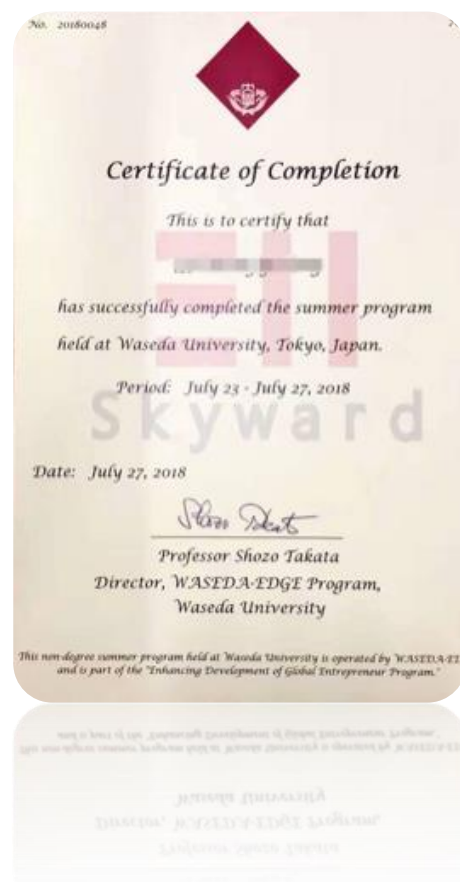 No. 20180048
Certificate of Completion
This is to certify that
has successfully completed the summer program
held at Waseda University, Tokyo, Japan.
Period: July 23 - July 27, 2018
Skyward
Date: July 27, 2018
Professor Shozo Takata
Director, WASEDA-EDGE Program,
Waseda University
This non-degree summer program held at Waseda University is operated by
and is part of the "Enhancing Development of Global Entrepreneur Program."